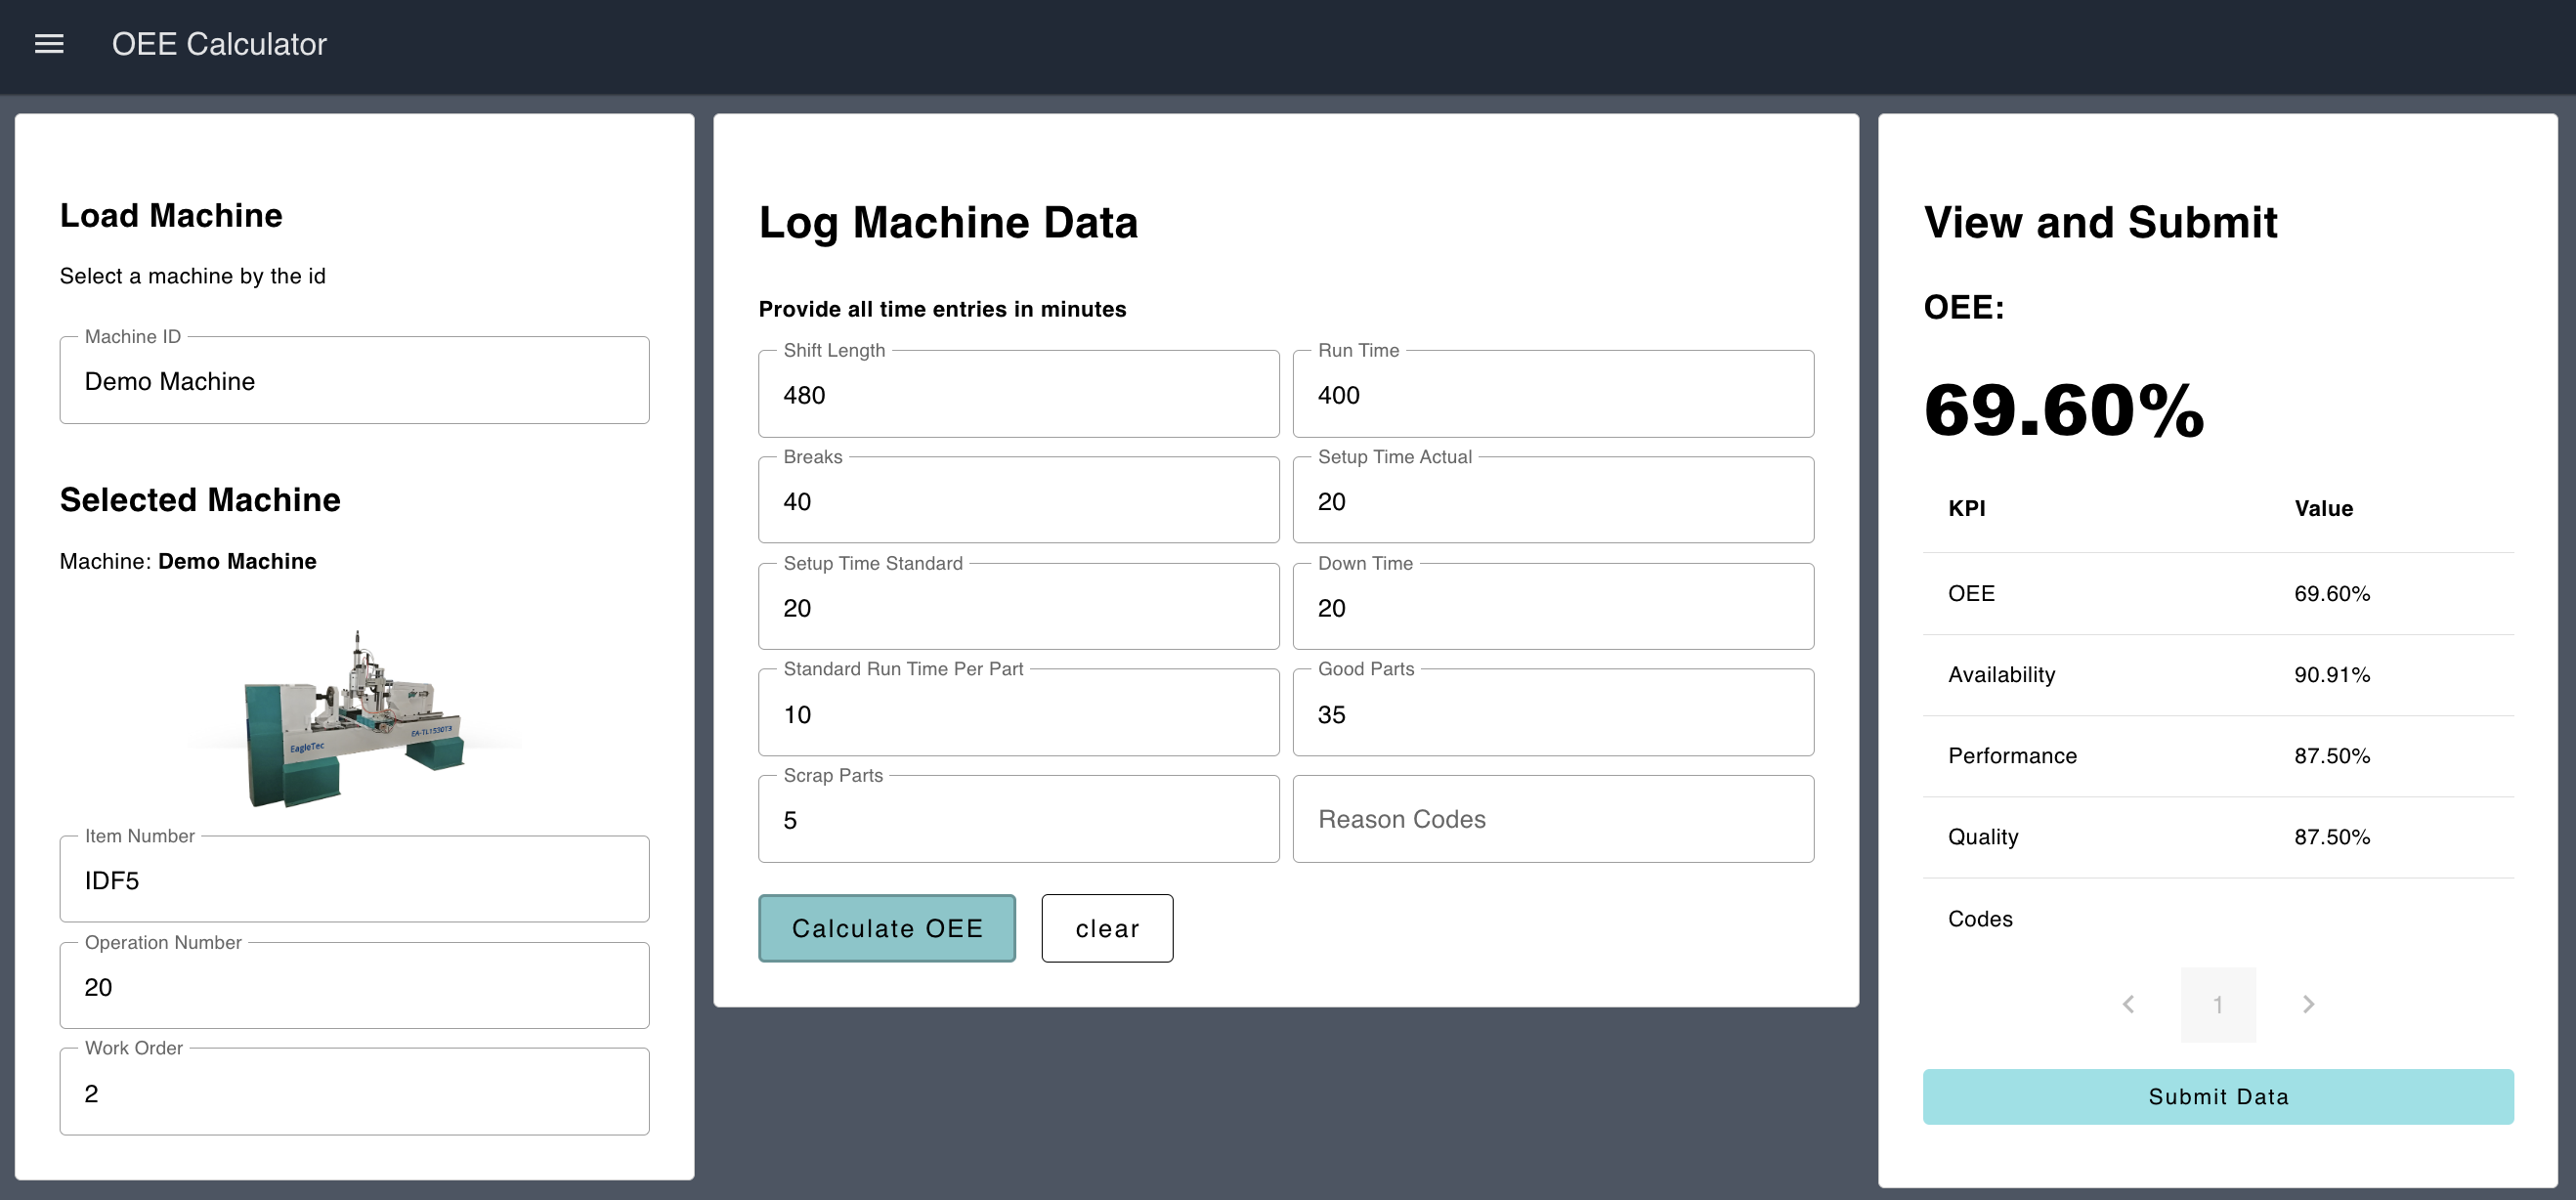 OEE Calculator
Load Machine
Select a machine by the id
Machine ID
Demo Machine
Selected Machine
Machine: Demo Machine
EagleTec
EA-TL1530T3
Item Number
IDF5
Operation Number
20
Work Order
2
Log Machine Data
Provide all time entries in minutes
Shift Length
480
Run Time
400
Breaks
40
Setup Time Actual
20
Setup Time Standard
20
Down Time
20
Standard Run Time Per Part
10
Good Parts
35
Scrap Parts
5
Reason Codes
Calculate OEE
clear
View and Submit
OEE:
69.60%
KPI Value
OEE 69.60%
Availability 90.91%
Performance 87.50%
Quality 87.50%
Codes
1
Submit Data